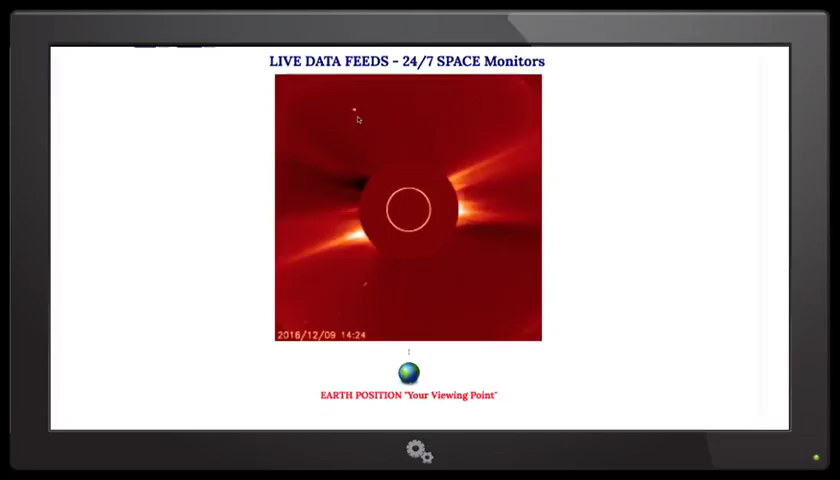 LIVE DATA FEEDS - 24/7 SPACE Monitors
2016/12/09 14:24
EARTH POSITION "Your Viewing Point"